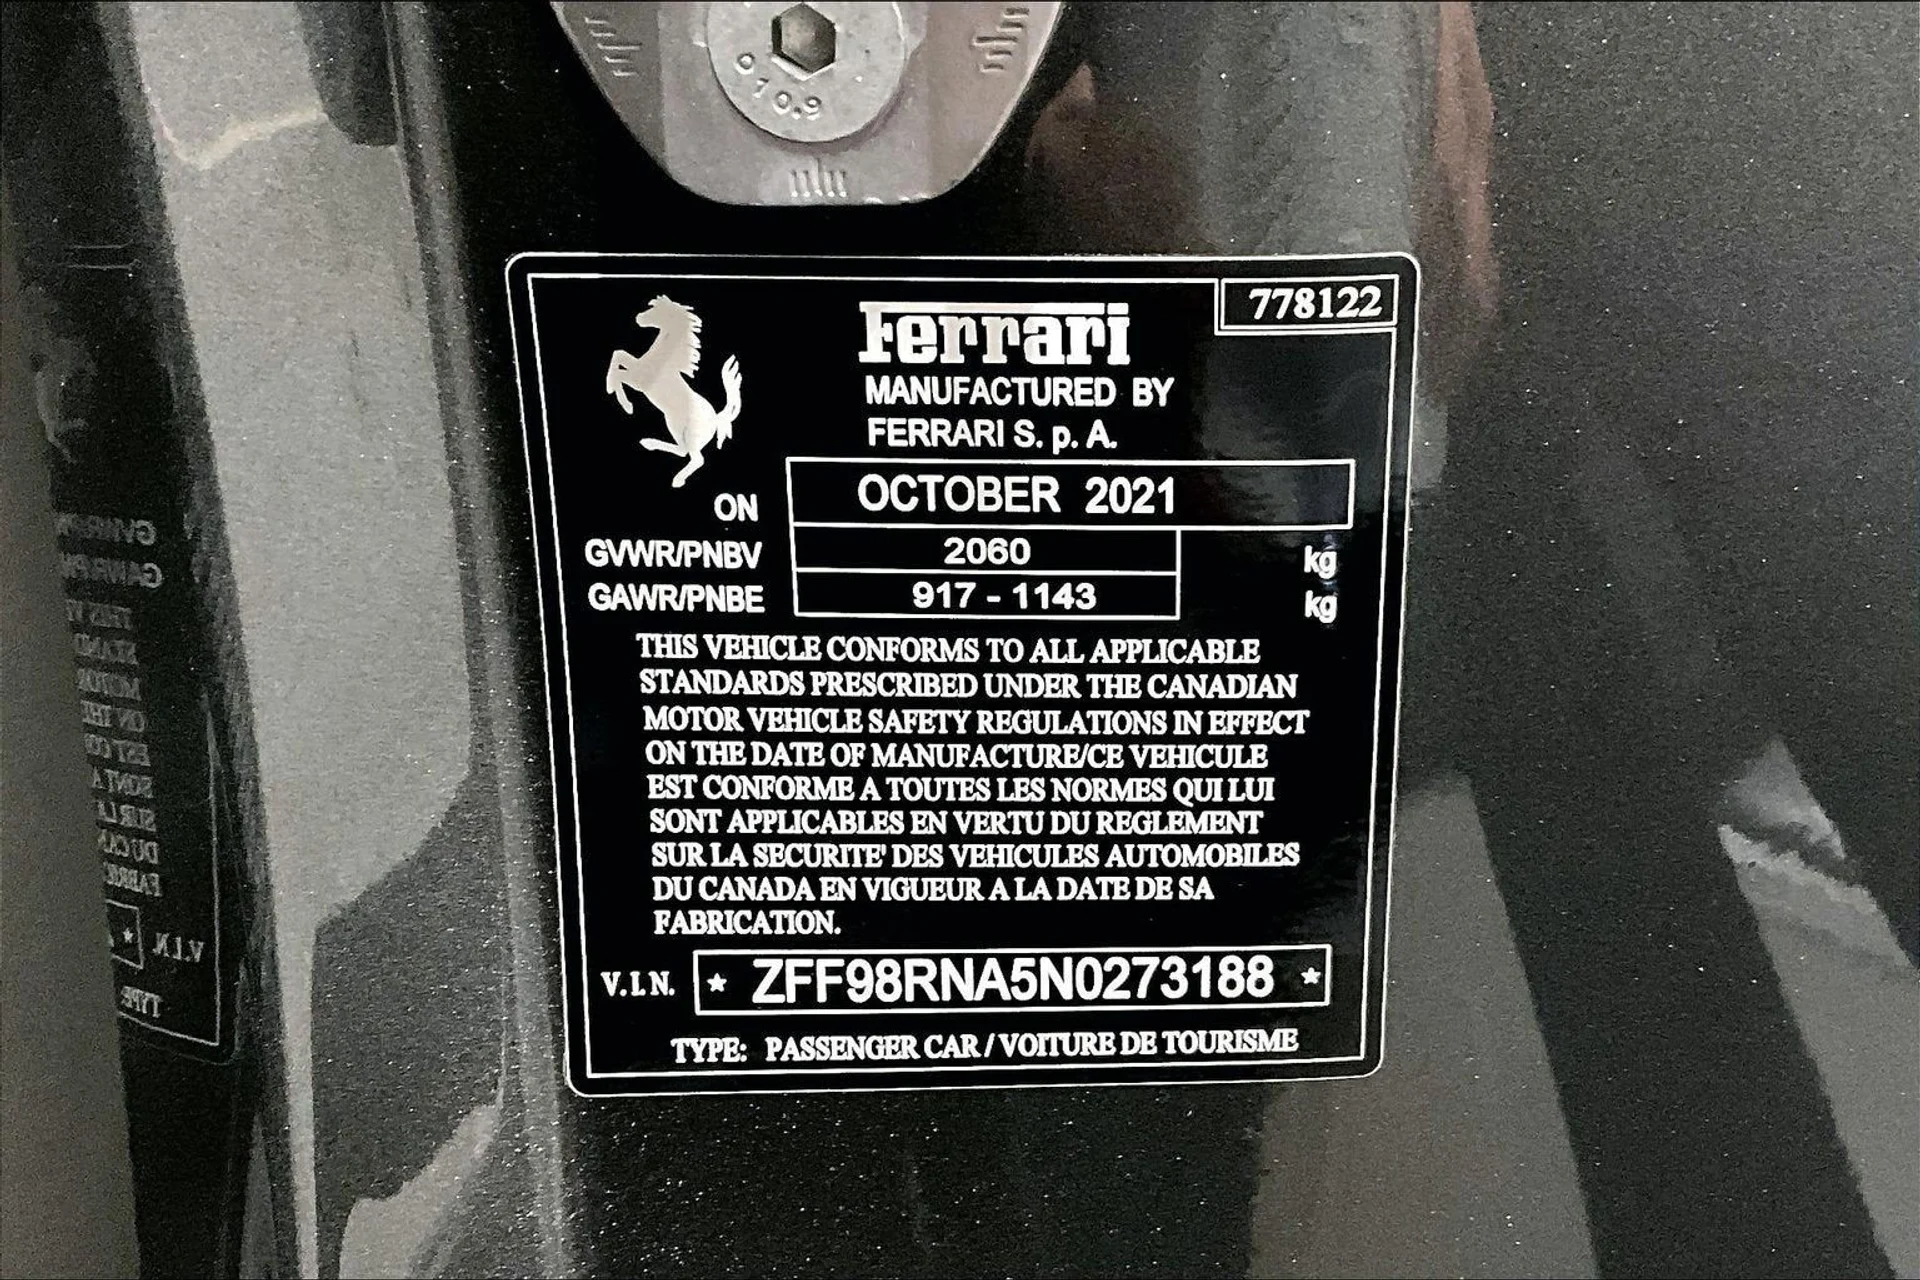 010.9
778122
Ferrari
MANUFACTURED BY
FERRARI S. p. A.
ON OCTOBER 2021
GVWR/PNBV 2060 kg
GAWR/PNBE 917 - 1143 kg
THIS VEHICLE CONFORMS TO ALL APPLICABLE
STANDARDS PRESCRIBED UNDER THE CANADIAN
MOTOR VEHICLE SAFETY REGULATIONS IN EFFECT
ON THE DATE OF MANUFACTURE/CE VEHICULE
EST CONFORME A TOUTES LES NORMES QUI LUI
SONT APPLICABLES EN VERTU DU REGLEMENT
SUR LA SECURITE' DES VEHICULES AUTOMOBILES
DU CANADA EN VIGUEUR A LA DATE DE SA
FABRICATION.
V.I.N. * ZFF98RNA5N0273188 *
TYPE: PASSENGER CAR / VOITURE DE TOURISME